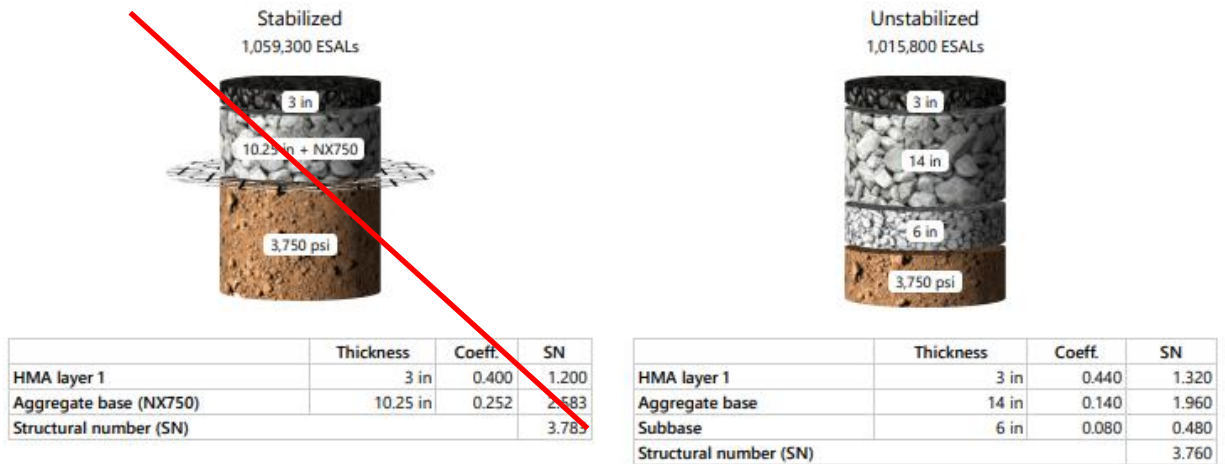 Stabilized
1,059,300 ESALs
3 in
10.25 in + NX750
3,750 psi
Thickness Coeff. SN
HMA layer 1 3 in 0.400 1.200
Aggregate base (NX750) 10.25 in 0.252 2.583
Structural number (SN) 3.783
Unstabilized
1,015,800 ESALs
3 in
14 in
6 in
3,750 psi
Thickness Coeff. SN
HMA layer 1 3 in 0.440 1.320
Aggregate base 14 in 0.140 1.960
Subbase 6 in 0.080 0.480
Structural number (SN) 3.760